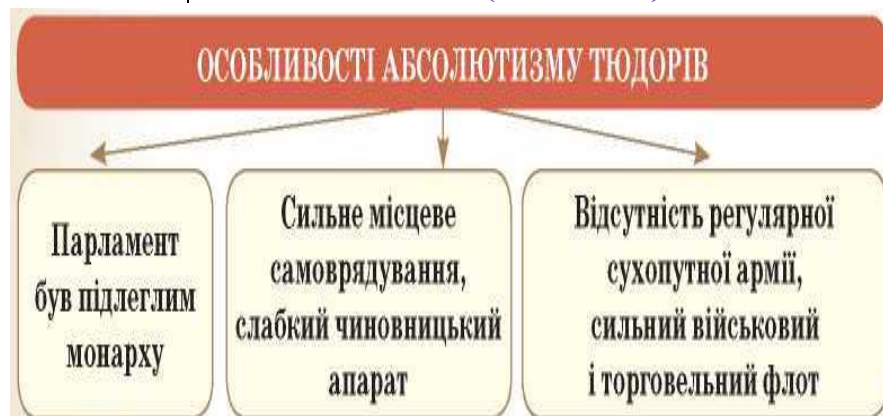 ОСОБЛИВОСТІ АБСОЛЮТИЗМУ ТЮДОРІВ
Парламент
був підлеглим
монарху
Сильне місцеве
самоврядування,
слабкий чиновницький
апарат
Відсутність регулярної
сухопутної армії,
сильний військовий
і торговельний флот